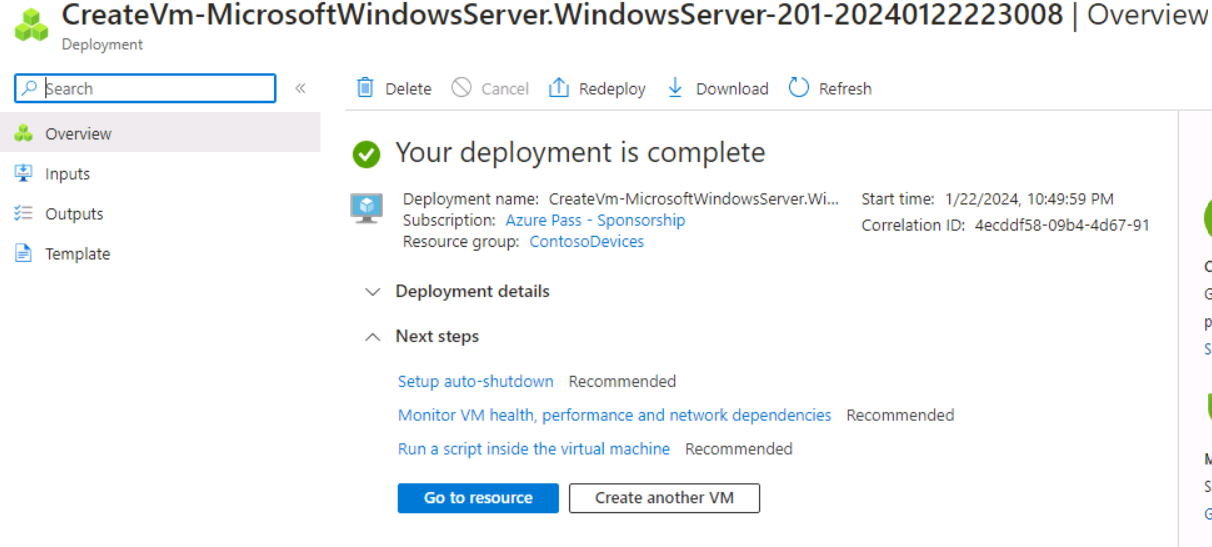 CreateVm-MicrosoftWindowsServer.WindowsServer-201-20240122223008 | Overview
Deployment
Search
«
Delete
Cancel
Redeploy
Download
Refresh
Overview
Inputs
Outputs
Template
Your deployment is complete
Deployment name: CreateVm-MicrosoftWindowsServer.Wi...
Subscription: Azure Pass - Sponsorship
Resource group: ContosoDevices
Start time: 1/22/2024, 10:49:59 PM
Correlation ID: 4ecddf58-09b4-4d67-91
Deployment details
Next steps
Setup auto-shutdown Recommended
Monitor VM health, performance and network dependencies Recommended
Run a script inside the virtual machine Recommended
Go to resource
Create another VM